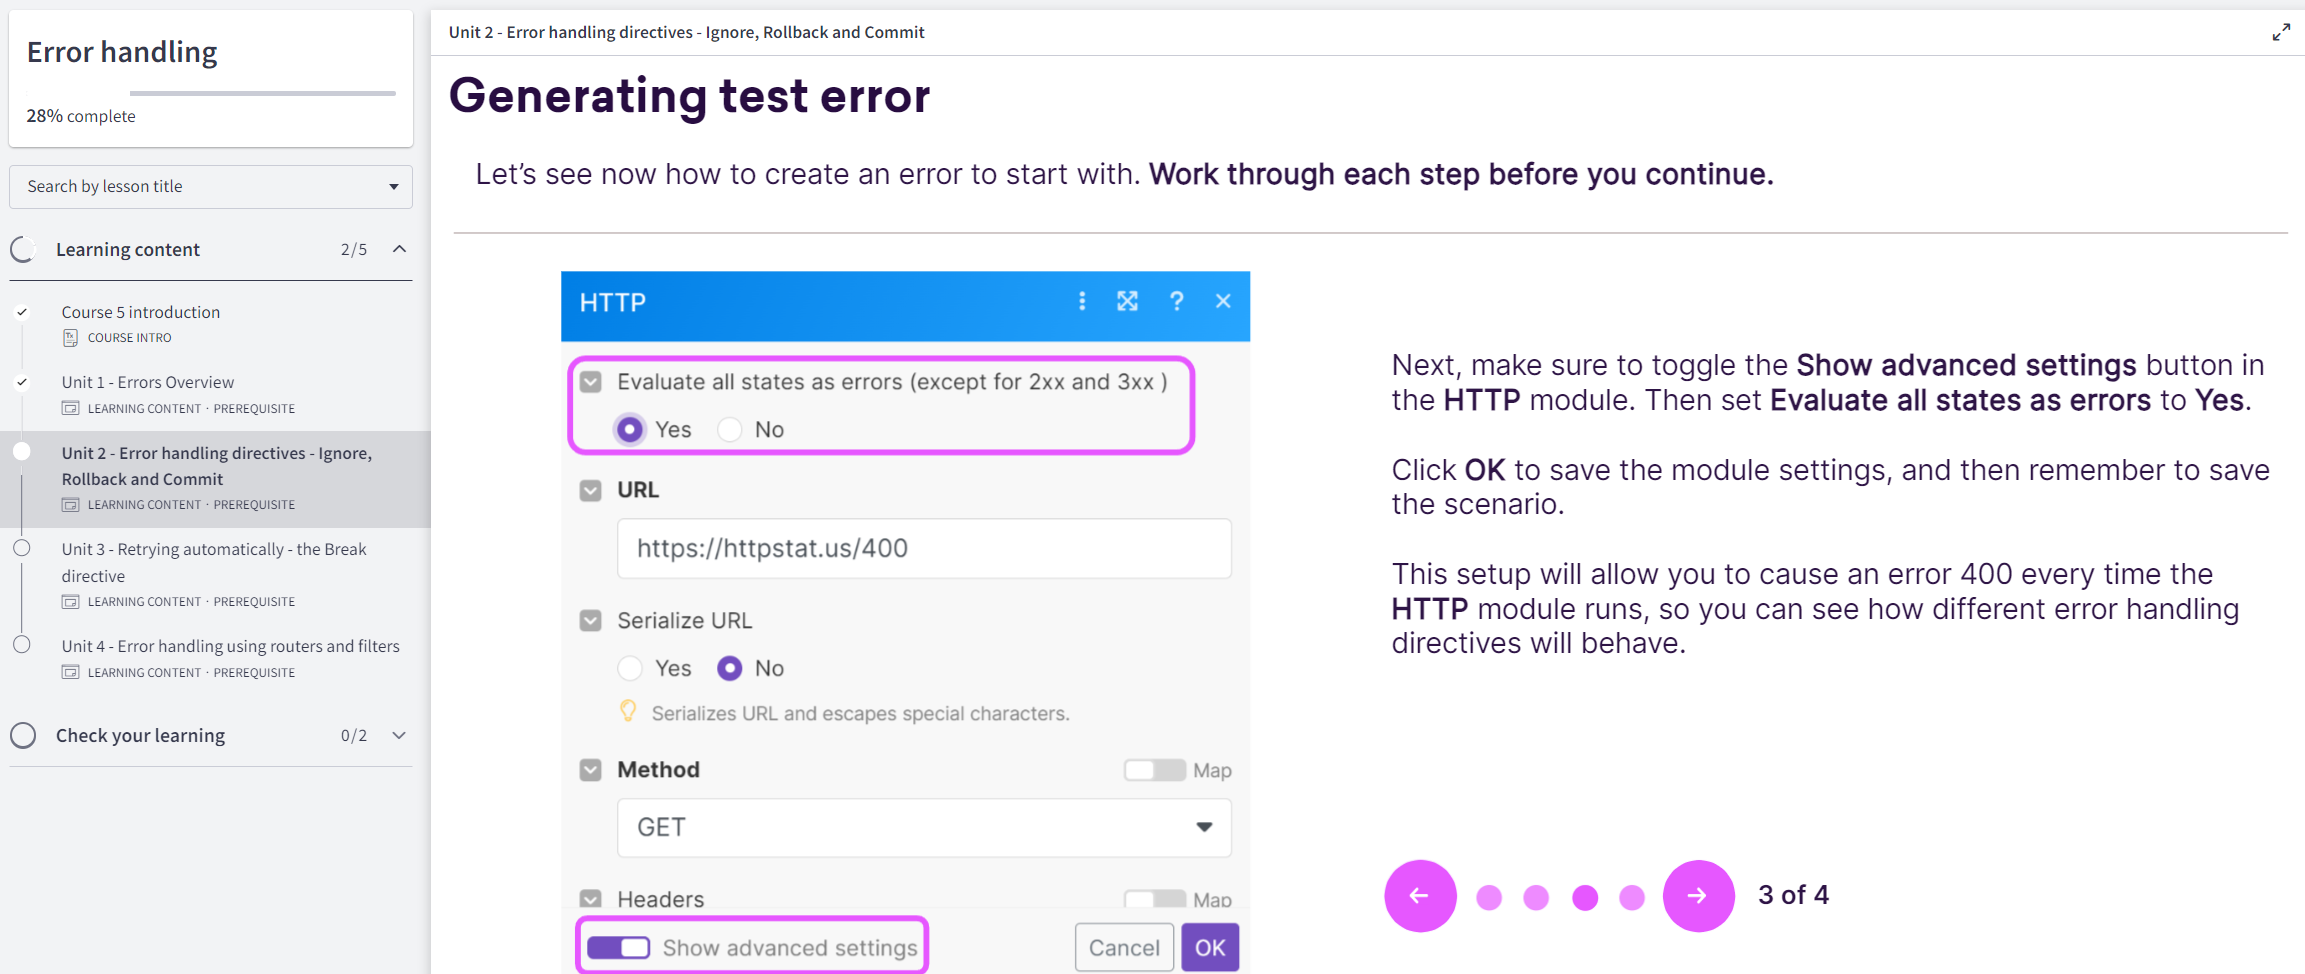 Error handling
28% complete
Search by lesson title
Learning content 2/5
Course 5 introduction
COURSE INTRO
Unit 1 - Errors Overview
LEARNING CONTENT · PREREQUISITE
Unit 2 - Error handling directives - Ignore,
Rollback and Commit
LEARNING CONTENT · PREREQUISITE
Unit 3 - Retrying automatically - the Break
directive
LEARNING CONTENT · PREREQUISITE
Unit 4 - Error handling using routers and filters
LEARNING CONTENT · PREREQUISITE
Check your learning 0/2
Unit 2 - Error handling directives - Ignore, Rollback and Commit
Generating test error
Let’s see now how to create an error to start with. Work through each step before you continue.
HTTP
Evaluate all states as errors (except for 2xx and 3xx )
Yes No
URL
https://httpstat.us/400
Serialize URL
Yes No
Serializes URL and escapes special characters.
Method Map
GET
Headers Map
Show advanced settings Cancel OK
Next, make sure to toggle the Show advanced settings button in
the HTTP module. Then set Evaluate all states as errors to Yes.
Click OK to save the module settings, and then remember to save
the scenario.
This setup will allow you to cause an error 400 every time the
HTTP module runs, so you can see how different error handling
directives will behave.
3 of 4